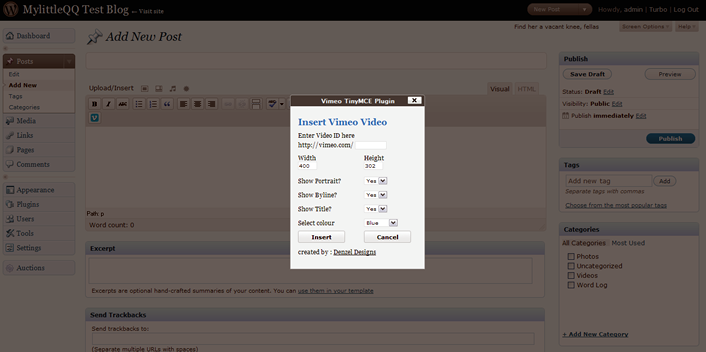 MylittleQQ Test Blog ← Visit site
New Post
Howdy, admin | Turbo | Log Out
Find her a vacant knee, fellas
Screen Options
Help
Dashboard
Add New Post
Posts
Edit
Add New
Tags
Categories
Media
Links
Pages
Comments
Appearance
Plugins
Users
Tools
Settings
Auctions
Upload/Insert
Visual
HTML
B I ABC
Path: p
Word count: 0
Vimeo TinyMCE Plugin
Insert Vimeo Video
Enter Video ID here
http://vimeo.com/
Width
Height
400
302
Show Portrait? Yes
Show Byline? Yes
Show Title? Yes
Select colour Blue
Insert
Cancel
created by : Denzel Designs
Excerpt
Excerpts are optional hand-crafted summaries of your content. You can use them in your template
Send Trackbacks
Send trackbacks to:
(Separate multiple URLs with spaces)
Publish
Save Draft
Preview
Status: Draft Edit
Visibility: Public Edit
Publish immediately Edit
Publish
Tags
Add new tag
Add
Separate tags with commas
Choose from the most popular tags
Categories
All Categories
Most Used
Photos
Uncategorized
Videos
Word Log
+ Add New Category